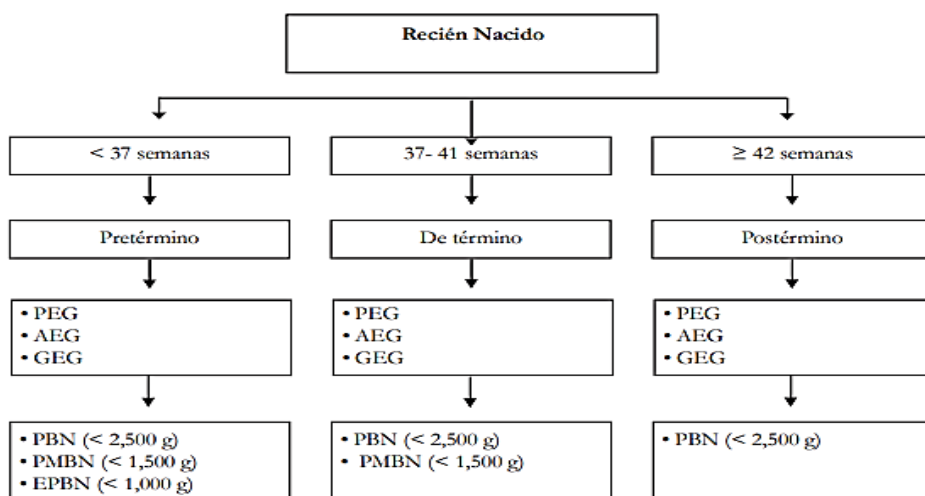 Recién Nacido
< 37 semanas
37- 41 semanas
≥ 42 semanas
Pretérmino
De término
Postérmino
• PEG
• AEG
• GEG
• PEG
• AEG
• GEG
• PEG
• AEG
• GEG
• PBN (< 2,500 g)
• PMBN (< 1,500 g)
• EPBN (< 1,000 g)
• PBN (< 2,500 g)
• PMBN (< 1,500 g)
• PBN (< 2,500 g)